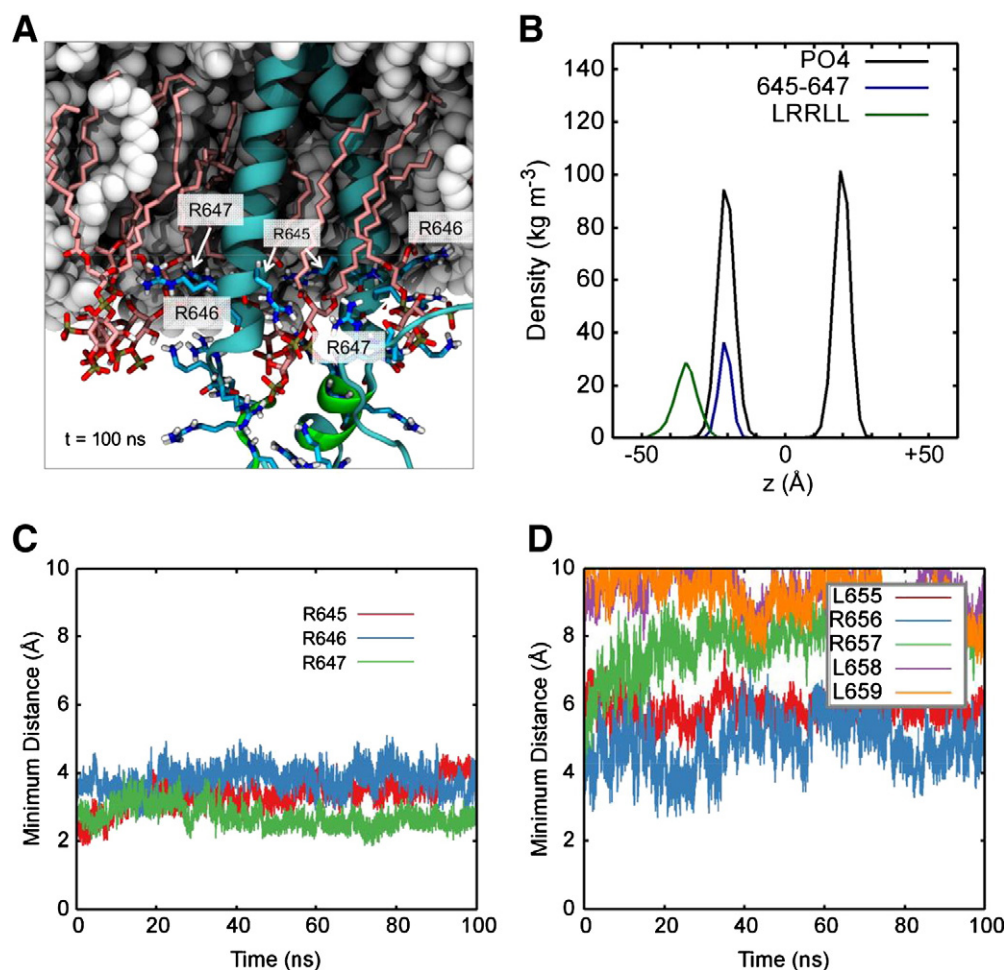 A
R647
R645
R646
R646
R647
t = 100 ns
B
PO4
645-647
LRRLL
140
120
100
80
60
40
20
0
Density (kg m⁻³)
-50
0
+50
z (Å)
C
10
8
6
4
2
0
Minimum Distance (Å)
R645
R646
R647
0
20
40
60
80
100
Time (ns)
D
10
8
6
4
2
0
Minimum Distance (Å)
L655
R656
R657
L658
L659
0
20
40
60
80
100
Time (ns)